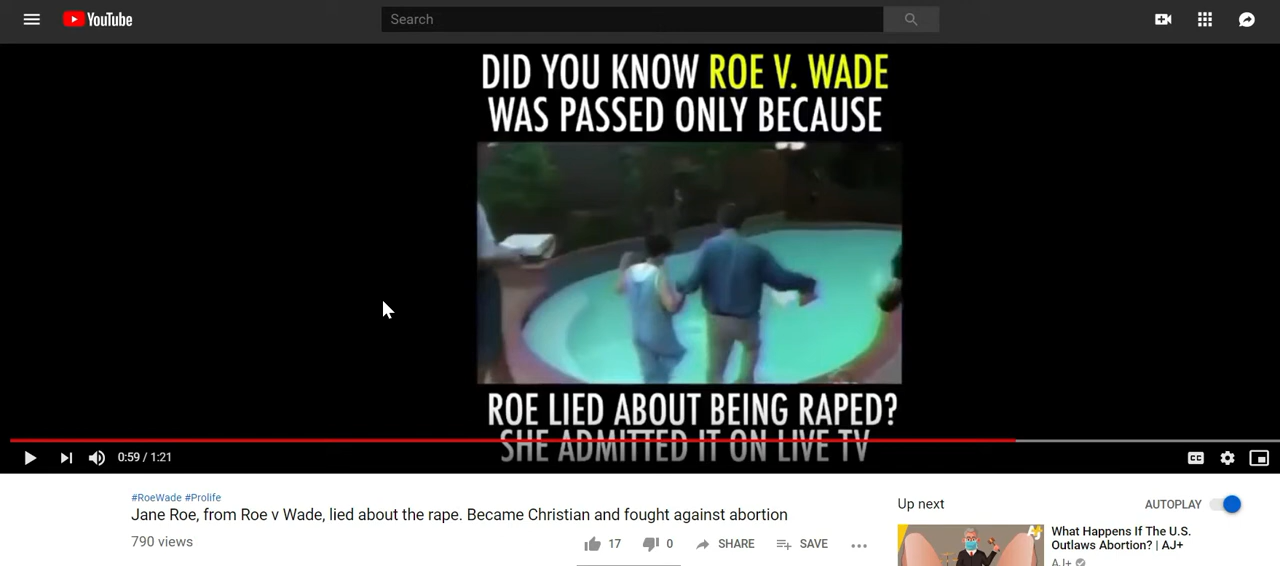 YouTube
Search
DID YOU KNOW ROE V. WADE
WAS PASSED ONLY BECAUSE
ROE LIED ABOUT BEING RAPED?
SHE ADMITTED IT ON LIVE TV
0:59 / 1:21
CC
#RoeWade #Prolife
Jane Roe, from Roe v Wade, lied about the rape. Became Christian and fought against abortion
790 views
17
0
SHARE
SAVE
Up next
AUTOPLAY
What Happens If The U.S.
Outlaws Abortion? | AJ+
AJ+